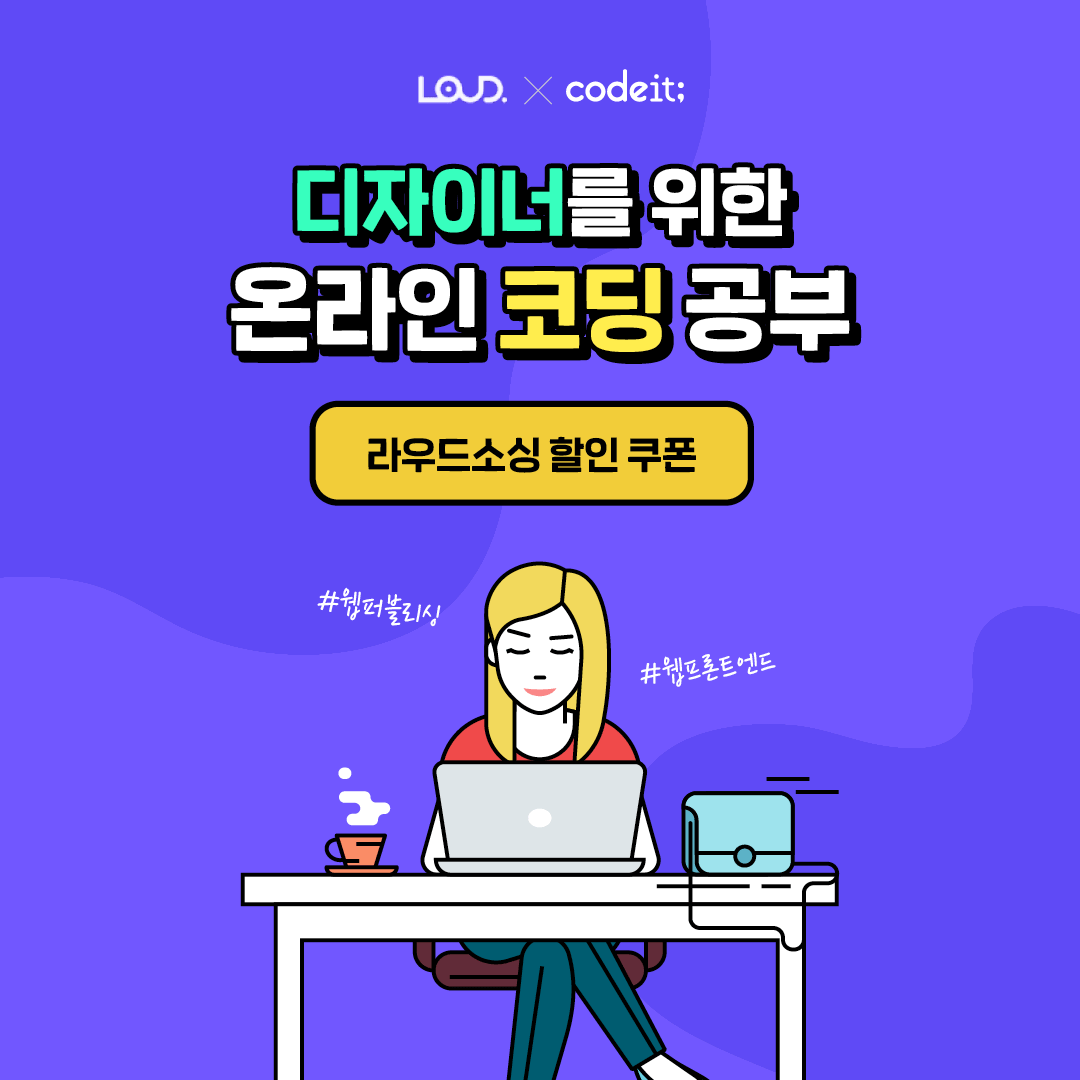 LOUD. × codeit;
디자이너를 위한
온라인 코딩 공부
라우드소싱 할인 쿠폰
#웹퍼블리싱
#웹프론트엔드